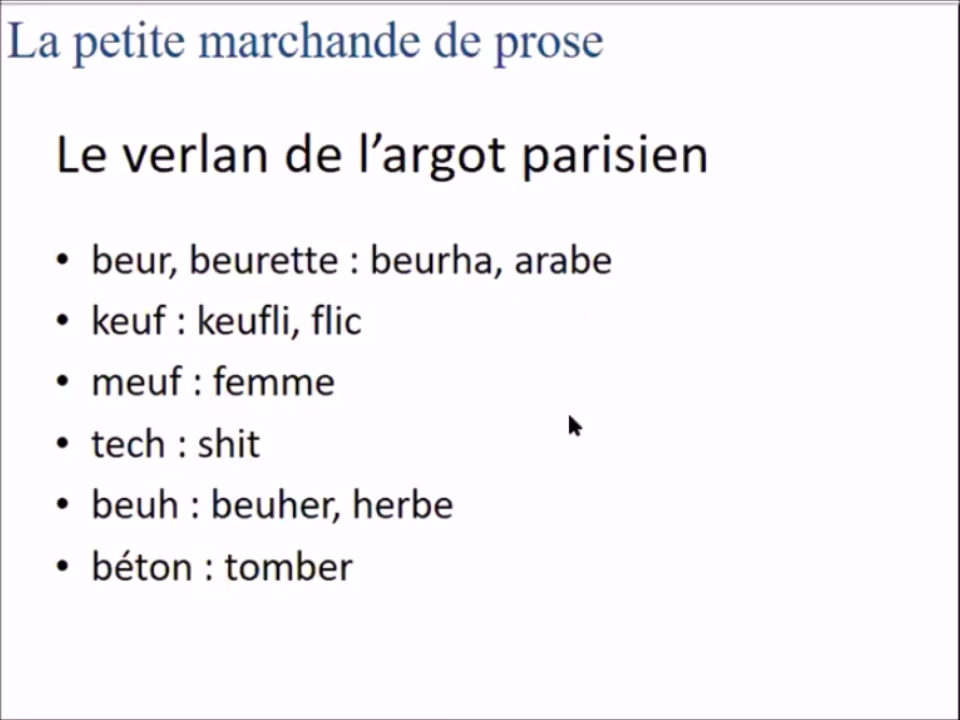 La petite marchande de prose
Le verlan de l’argot parisien
• beur, beurette : beurha, arabe
• keuf : keufli, flic
• meuf : femme
• tech : shit
• beuh : beuher, herbe
• béton : tomber